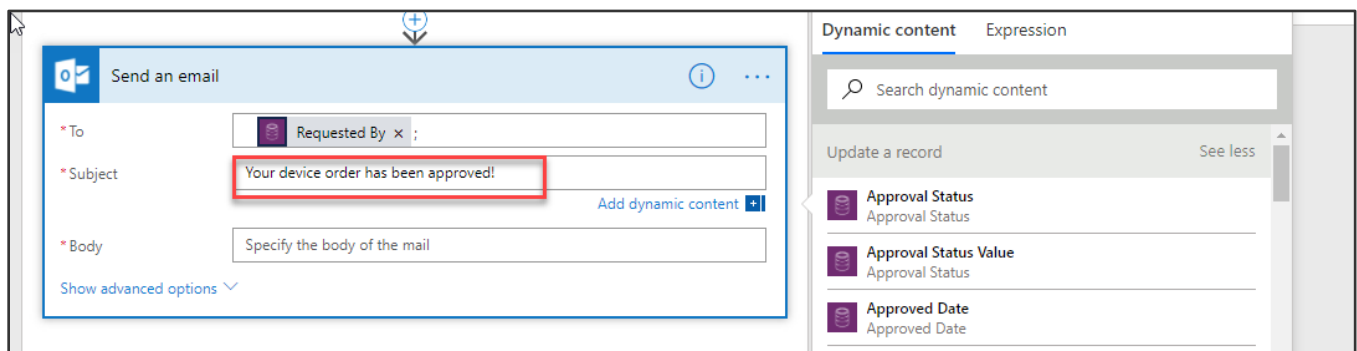 Send an email
* To
Requested By × ;
* Subject
Your device order has been approved!
Add dynamic content
* Body
Specify the body of the mail
Show advanced options
Dynamic content Expression
Search dynamic content
Update a record See less
Approval Status
Approval Status
Approval Status Value
Approval Status
Approved Date
Approved Date